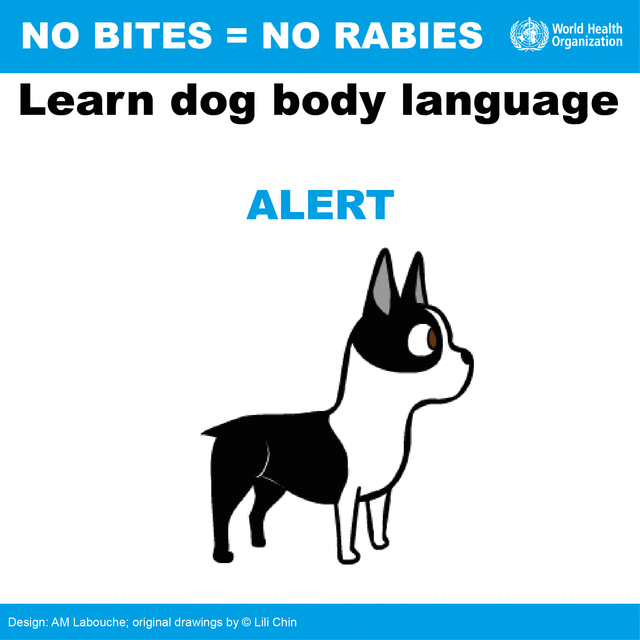 NO BITES = NO RABIES
World Health
Organization
Learn dog body language
ALERT
Design: AM Labouche; original drawings by © Lili Chin